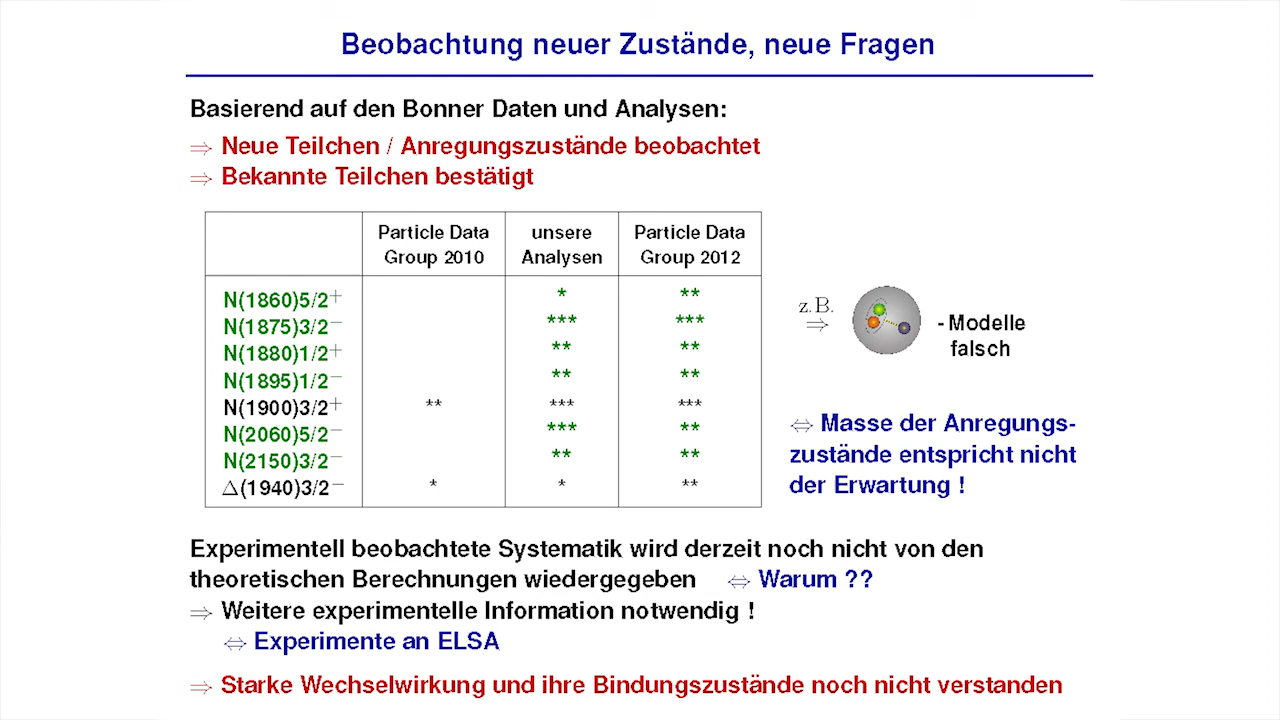 Beobachtung neuer Zustände, neue Fragen
Basierend auf den Bonner Daten und Analysen:
⇒ Neue Teilchen / Anregungszustände beobachtet
⇒ Bekannte Teilchen bestätigt
Particle Data Group 2010 unsere Analysen Particle Data Group 2012
N(1860)5/2⁺ * **
N(1875)3/2⁻ *** ***
N(1880)1/2⁺ ** **
N(1895)1/2⁻ ** **
N(1900)3/2⁺ ** *** ***
N(2060)5/2⁻ *** **
N(2150)3/2⁻ ** **
Δ(1940)3/2⁻ * * **
z.B.
⇒ - Modelle
falsch
⇔ Masse der Anregungs-
zustände entspricht nicht
der Erwartung !
Experimentell beobachtete Systematik wird derzeit noch nicht von den
theoretischen Berechnungen wiedergegeben ⇔ Warum ??
⇒ Weitere experimentelle Information notwendig !
⇔ Experimente an ELSA
⇒ Starke Wechselwirkung und ihre Bindungszustände noch nicht verstanden